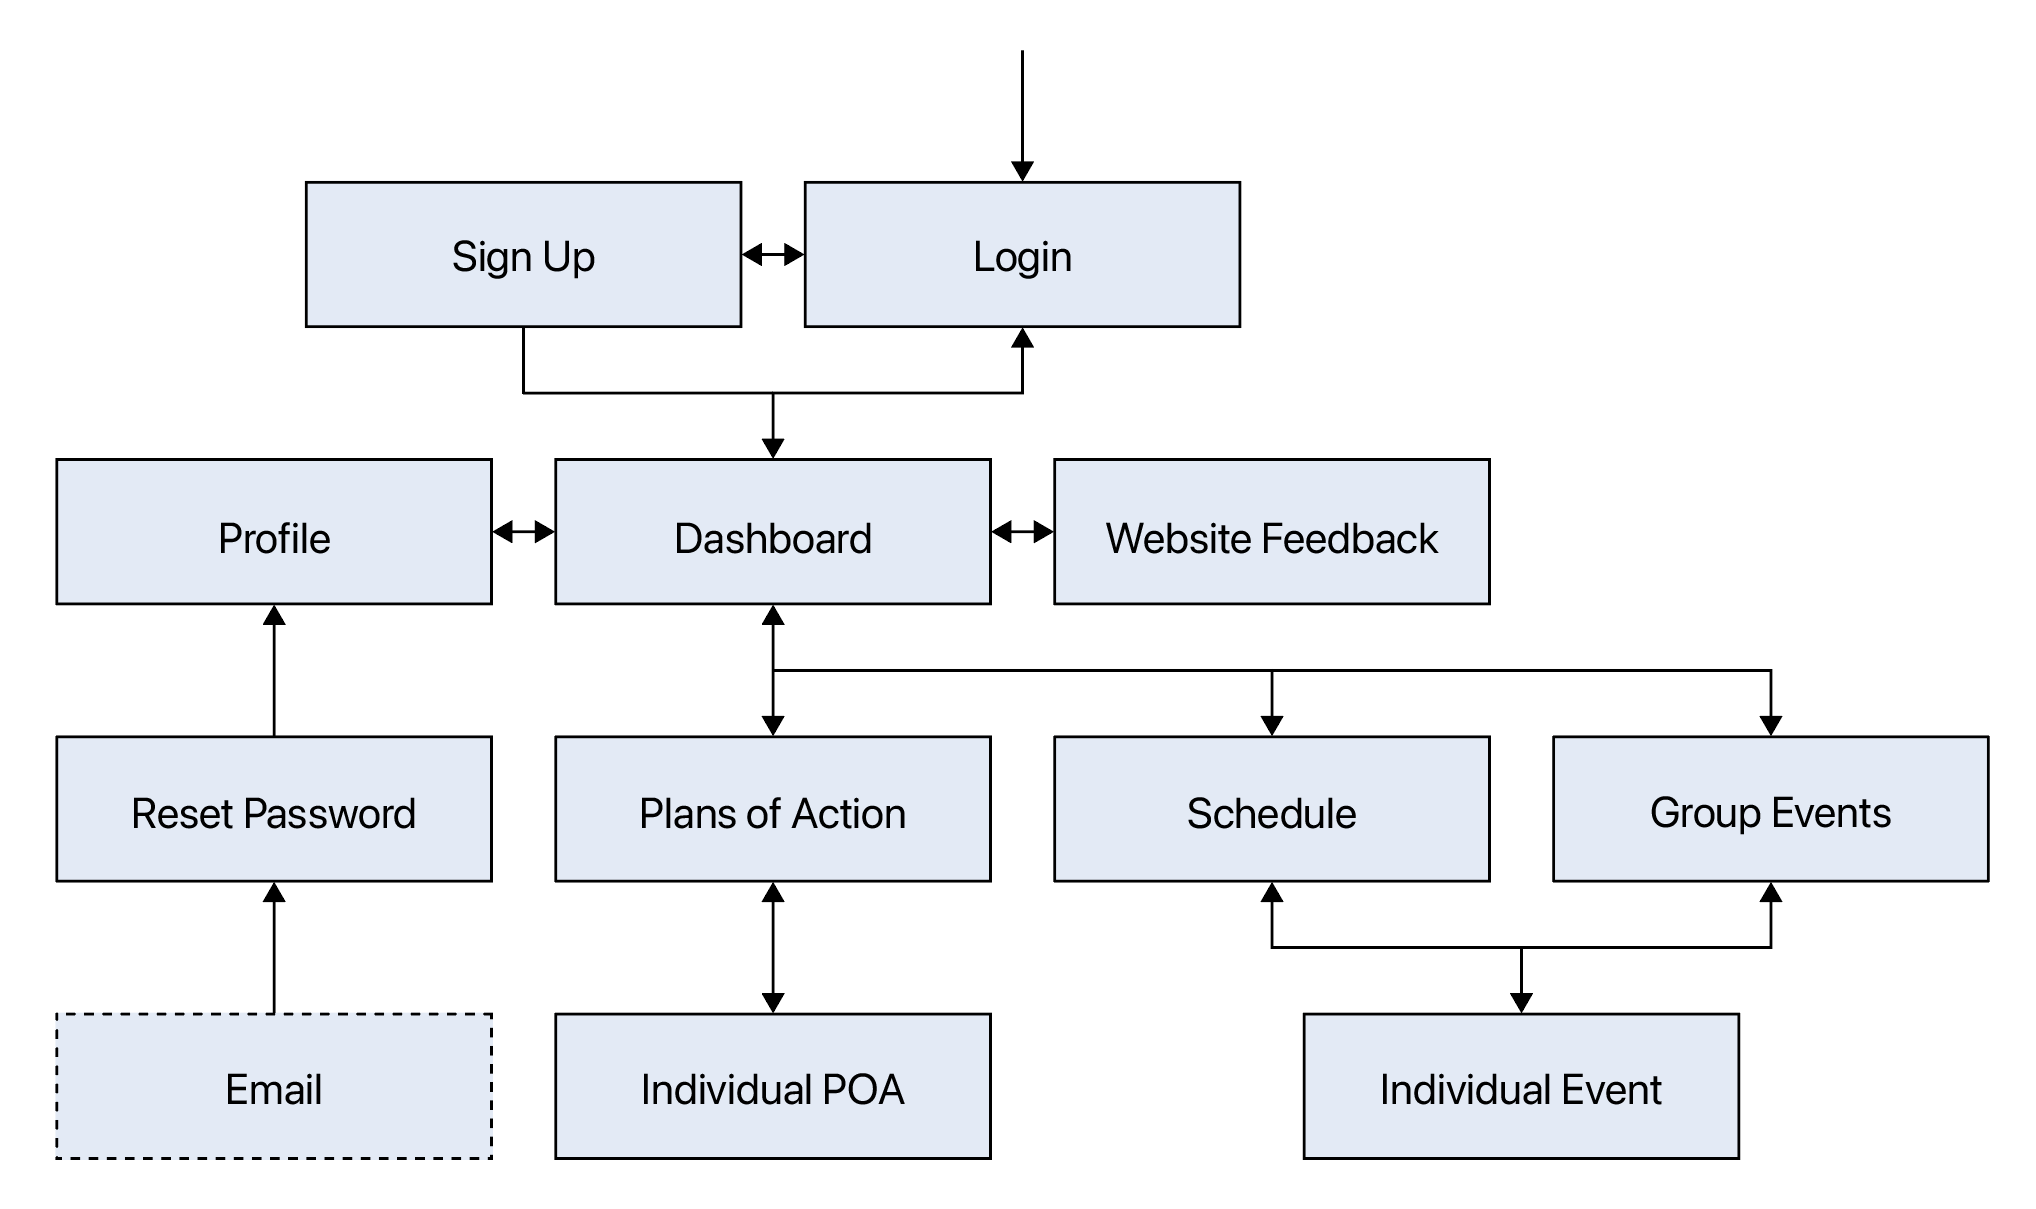 Sign Up
Login
Profile
Dashboard
Website Feedback
Reset Password
Plans of Action
Schedule
Group Events
Email
Individual POA
Individual Event